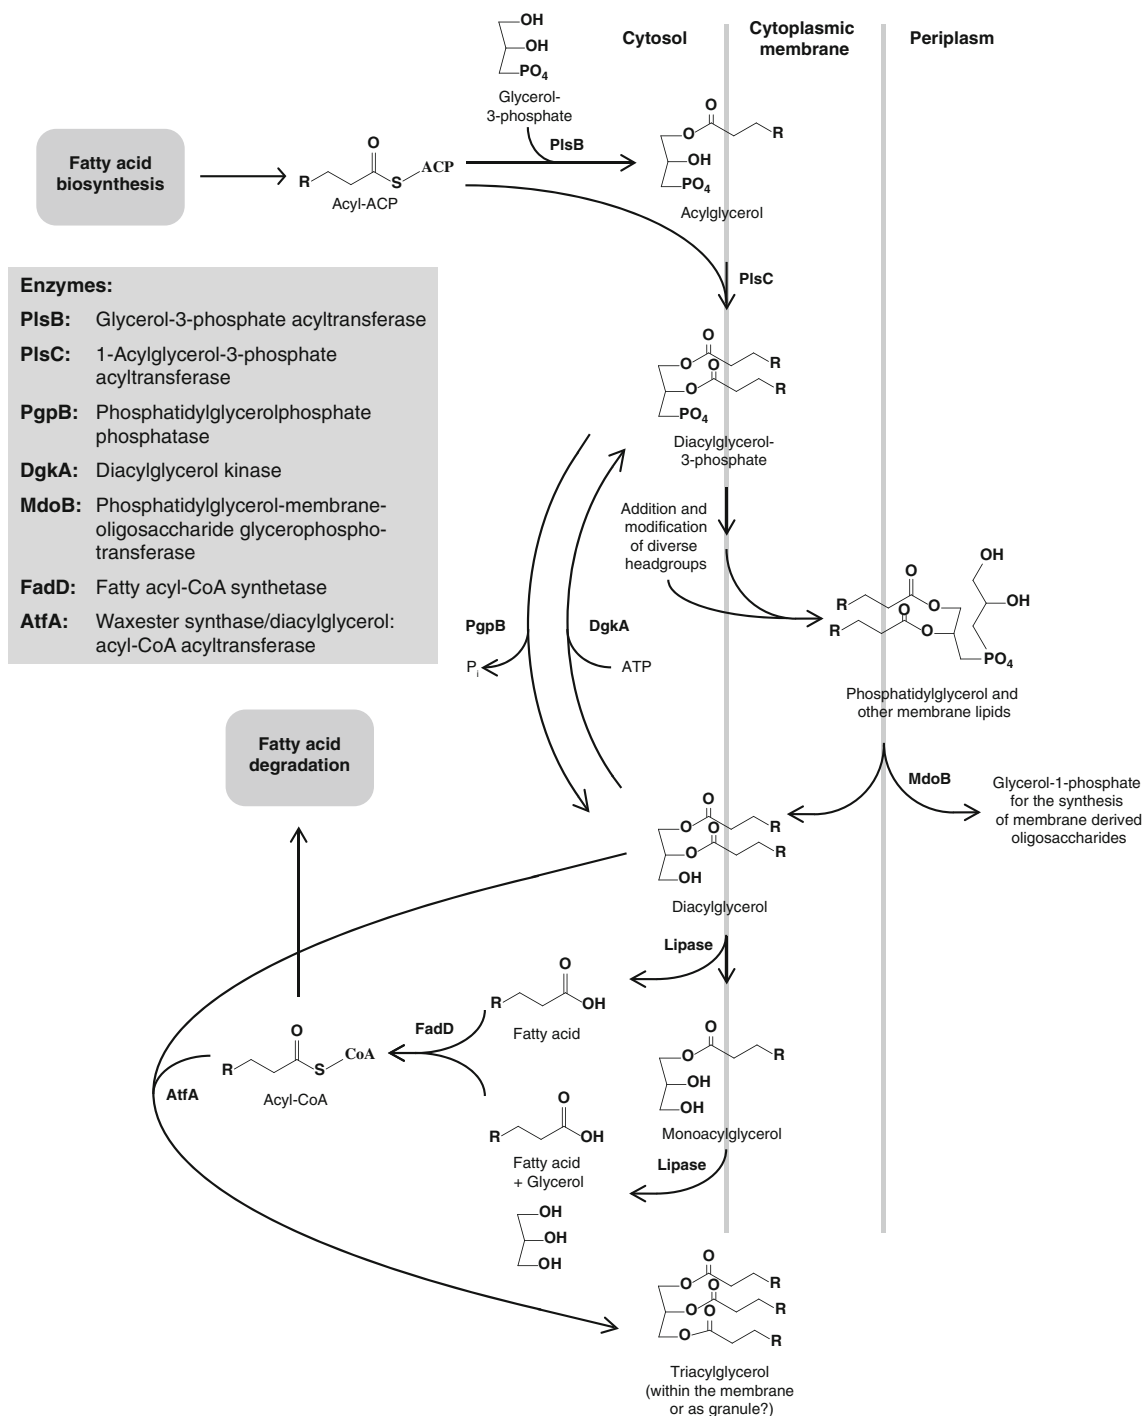 Cytosol
Cytoplasmic
membrane
Periplasm
OH
OH
PO4
Glycerol-
3-phosphate
PlsB
Fatty acid
biosynthesis
O
R
S
ACP
Acyl-ACP
O
O
R
OH
PO4
Acylglycerol
PlsC
Enzymes:
PlsB: Glycerol-3-phosphate acyltransferase
PlsC: 1-Acylglycerol-3-phosphate
acyltransferase
PgpB: Phosphatidylglycerolphosphate
phosphatase
DgkA: Diacylglycerol kinase
MdoB: Phosphatidylglycerol-membrane-
oligosaccharide glycerophospho-
transferase
FadD: Fatty acyl-CoA synthetase
AtfA: Waxester synthase/diacylglycerol:
acyl-CoA acyltransferase
O
O
R
O
O
R
PO4
Diacylglycerol-
3-phosphate
Addition and
modification
of diverse
headgroups
PgpB
Pi
DgkA
ATP
OH
O
OH
R
O
O
R
O
PO4
Phosphatidylglycerol and
other membrane lipids
MdoB
Glycerol-1-phosphate
for the synthesis
of membrane derived
oligosaccharides
Fatty acid
degradation
O
O
R
O
O
R
OH
Diacylglycerol
Lipase
O
R
OH
Fatty acid
FadD
O
R
S
CoA
Acyl-CoA
AtfA
O
O
R
OH
OH
Monoacylglycerol
O
R
OH
Fatty acid
+ Glycerol
Lipase
OH
OH
OH
O
O
R
O
O
R
O
O
R
Triacylglycerol
(within the membrane
or as granule?)